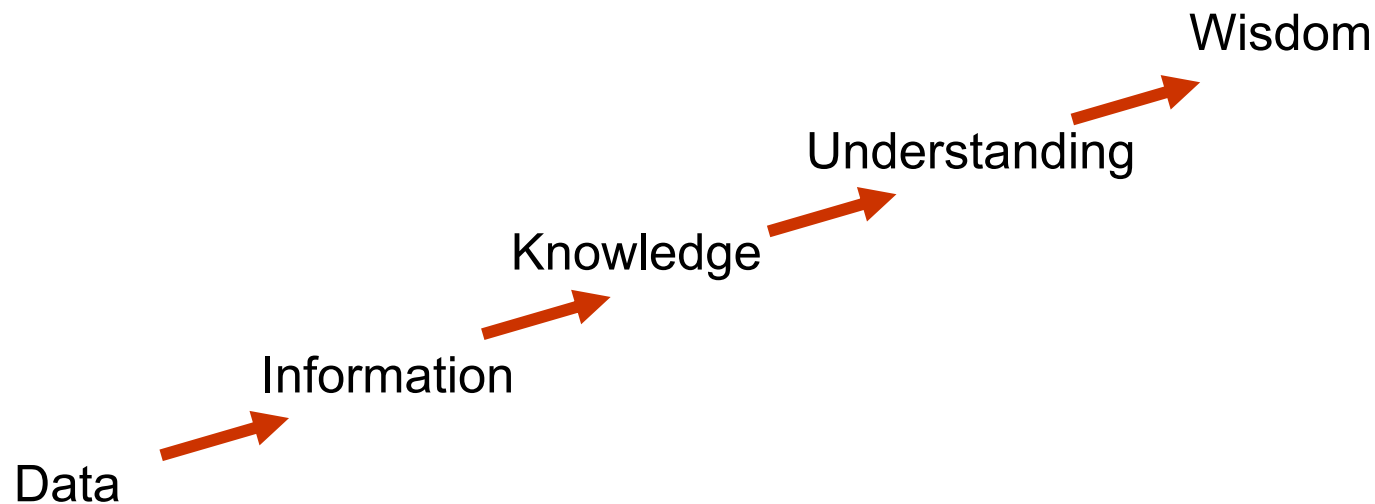 Wisdom
Understanding
Knowledge
Information
Data